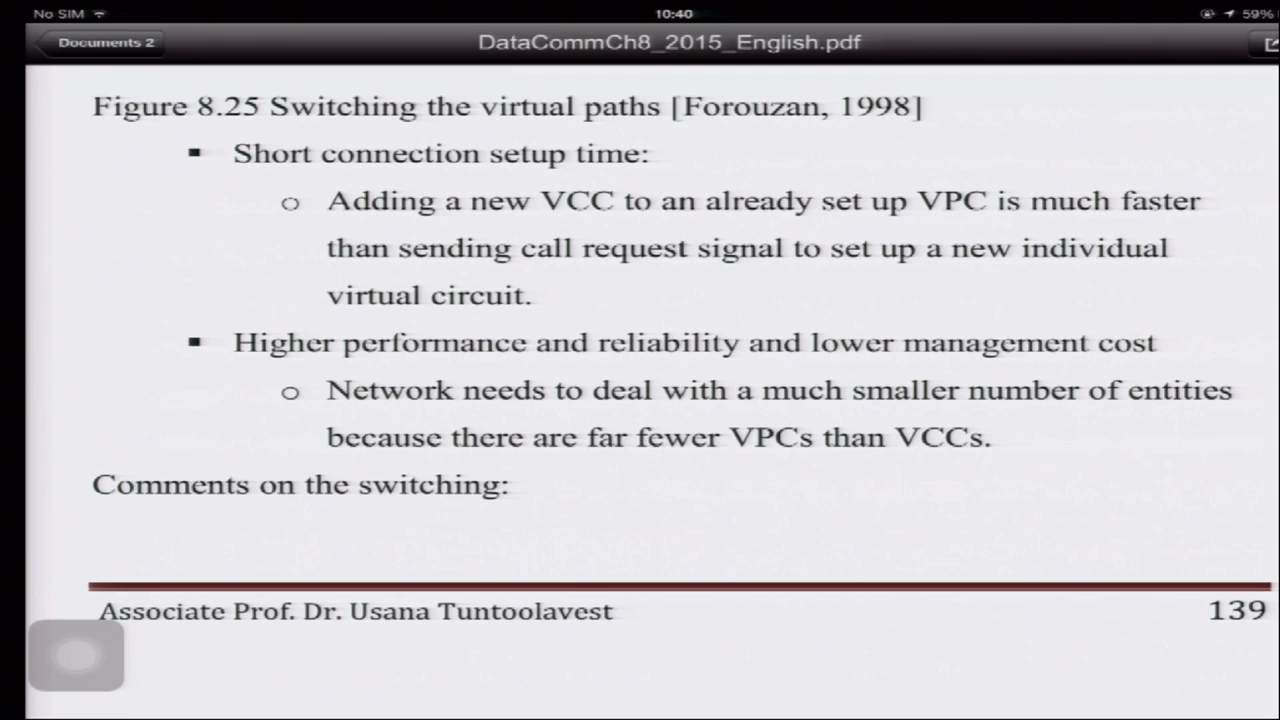 No SIM 10:40 59%
Documents 2 DataCommCh8_2015_English.pdf
Figure 8.25 Switching the virtual paths [Forouzan, 1998]
▪ Short connection setup time:
o Adding a new VCC to an already set up VPC is much faster
than sending call request signal to set up a new individual
virtual circuit.
▪ Higher performance and reliability and lower management cost
o Network needs to deal with a much smaller number of entities
because there are far fewer VPCs than VCCs.
Comments on the switching:
Associate Prof. Dr. Usana Tuntoolavest 139